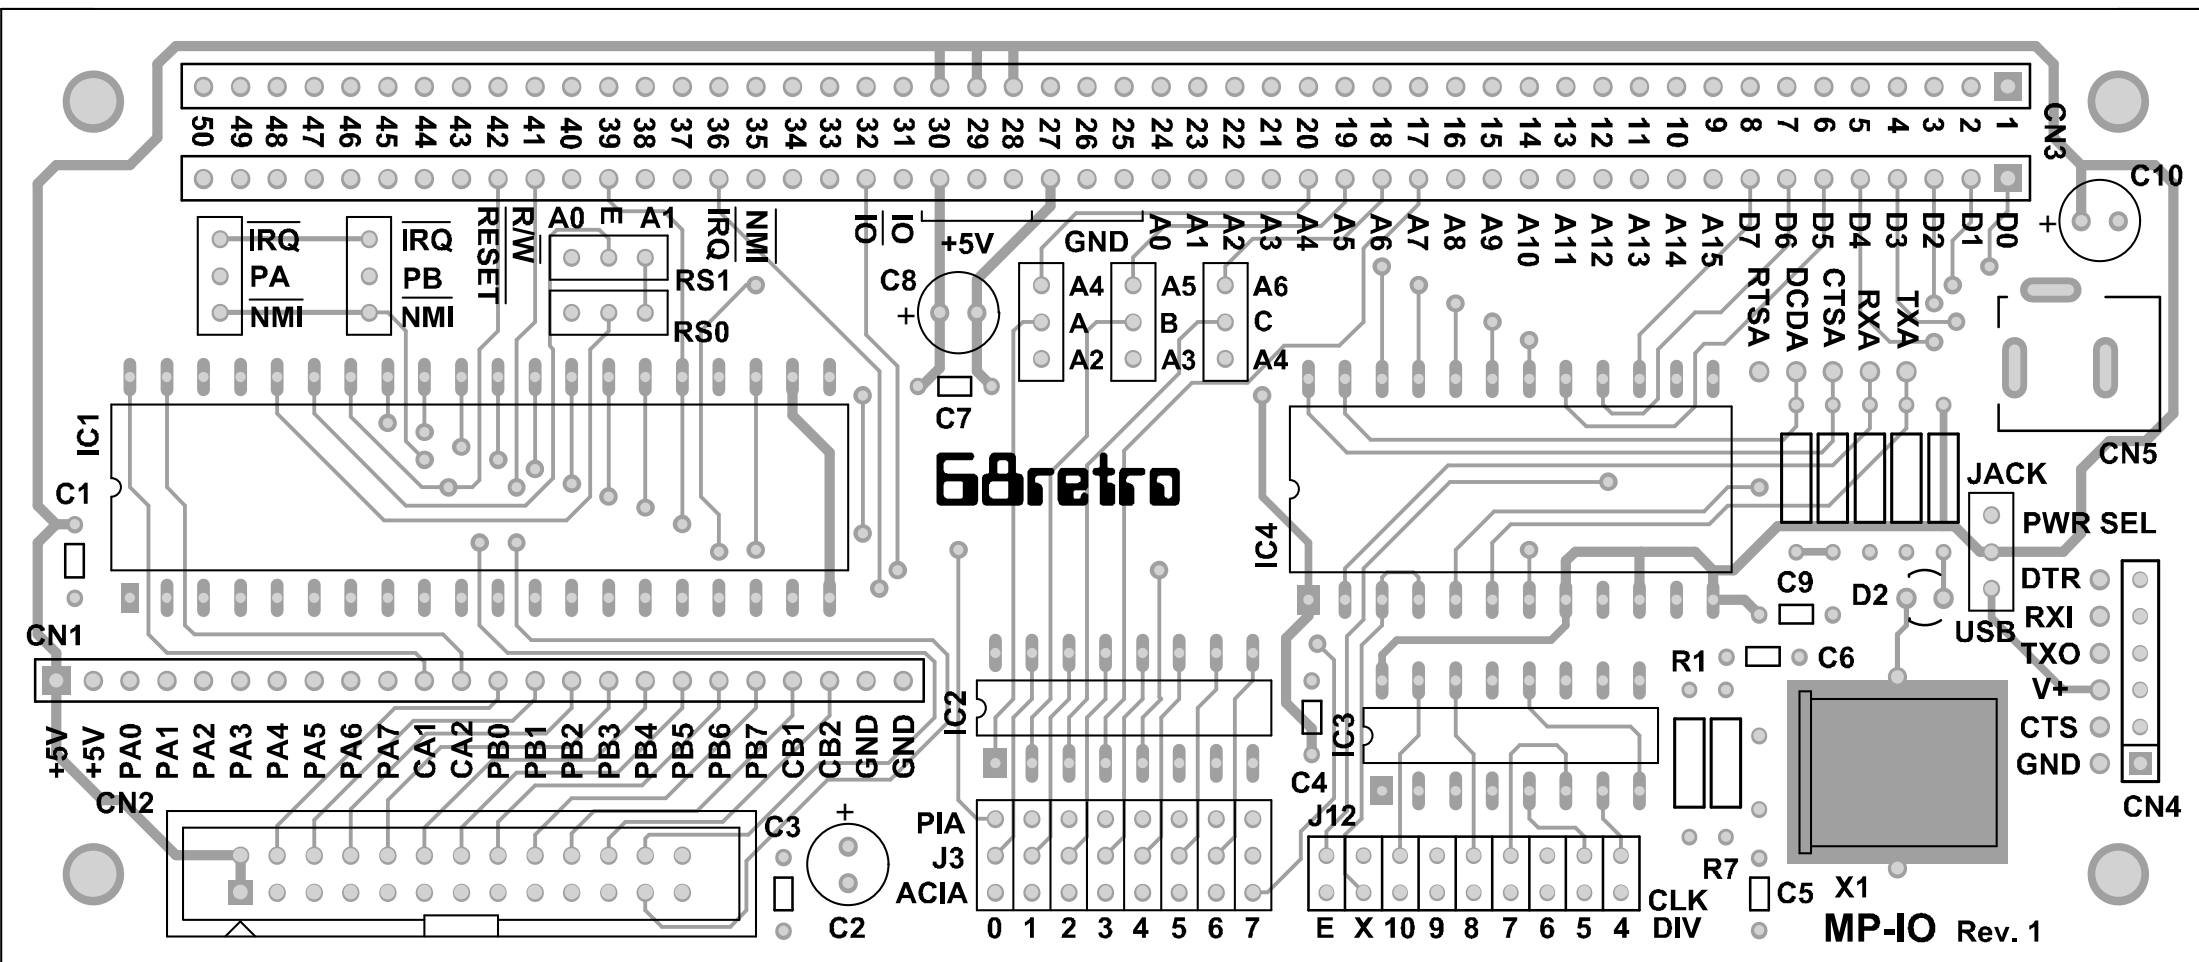 50 49 48 47 46 45 44 43 42 41 40 39 38 37 36 35 34 33 32 31 30 29 28 27 26 25 24 23 22 21 20 19 18 17 16 15 14 13 12 11 10 9 8 7 6 5 4 3 2 1
CN3
C10
IRQ
PA
NMI
IRQ
PB
NMI
RESET
R/W
A0 E A1
RS1
RS0
IRQ
NMI
IO
IO
+5V
GND
A0 A1 A2 A3 A4 A5 A6 A7 A8 A9 A10 A11 A12 A13 A14 A15 D7 D6 D5 D4 D3 D2 D1 D0
C8
+
+
A4
A
A2
A5
B
A3
A6
C
A4
RTSA
DCDA
CTSA
RXA
TXA
C7
IC1
C1
68retro
IC4
CN5
JACK
PWR SEL
USB
C9
D2
DTR
RXI
TXO
V+
CTS
GND
CN4
R1
C6
CN1
+5V +5V PA0 PA1 PA2 PA3 PA4 PA5 PA6 PA7 CA1 CA2 PB0 PB1 PB2 PB3 PB4 PB5 PB6 PB7 CB1 CB2 GND GND
IC2
IC3
C4
CN2
C3
+
C2
PIA
J3
ACIA
0 1 2 3 4 5 6 7
J12
E X 10 9 8 7 6 5 4
CLK
DIV
R7
C5
X1
MP-IO Rev. 1